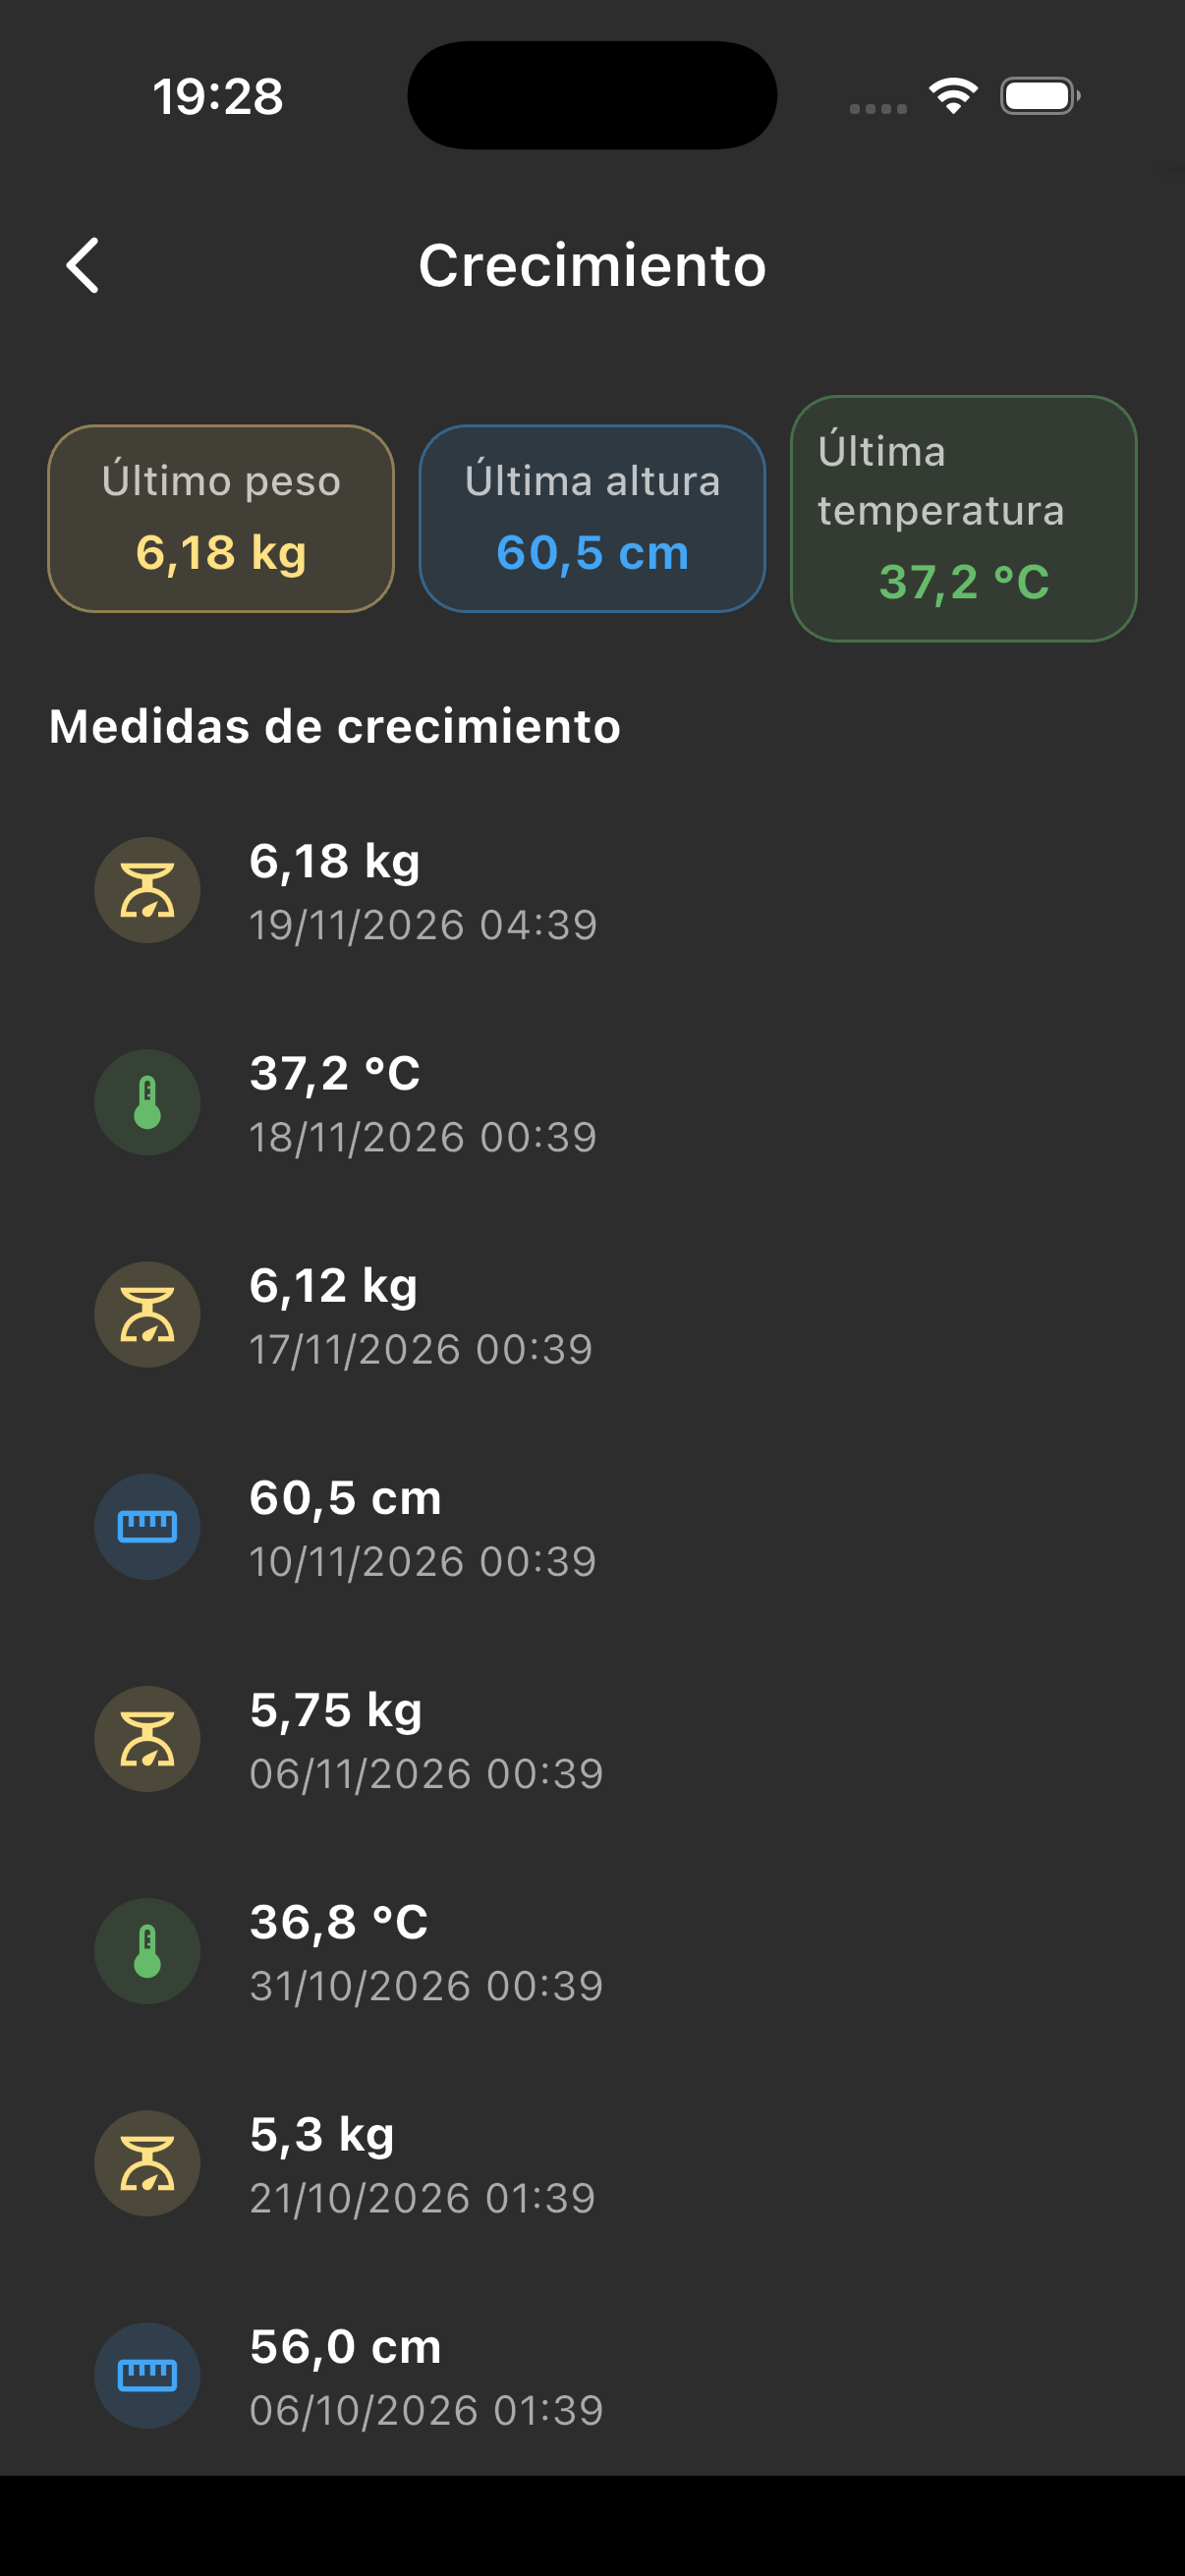 19:28
Crecimiento
Último peso
6,18 kg
Última altura
60,5 cm
Última
temperatura
37,2 °C
Medidas de crecimiento
6,18 kg
19/11/2026 04:39
37,2 °C
18/11/2026 00:39
6,12 kg
17/11/2026 00:39
60,5 cm
10/11/2026 00:39
5,75 kg
06/11/2026 00:39
36,8 °C
31/10/2026 00:39
5,3 kg
21/10/2026 01:39
56,0 cm
06/10/2026 01:39